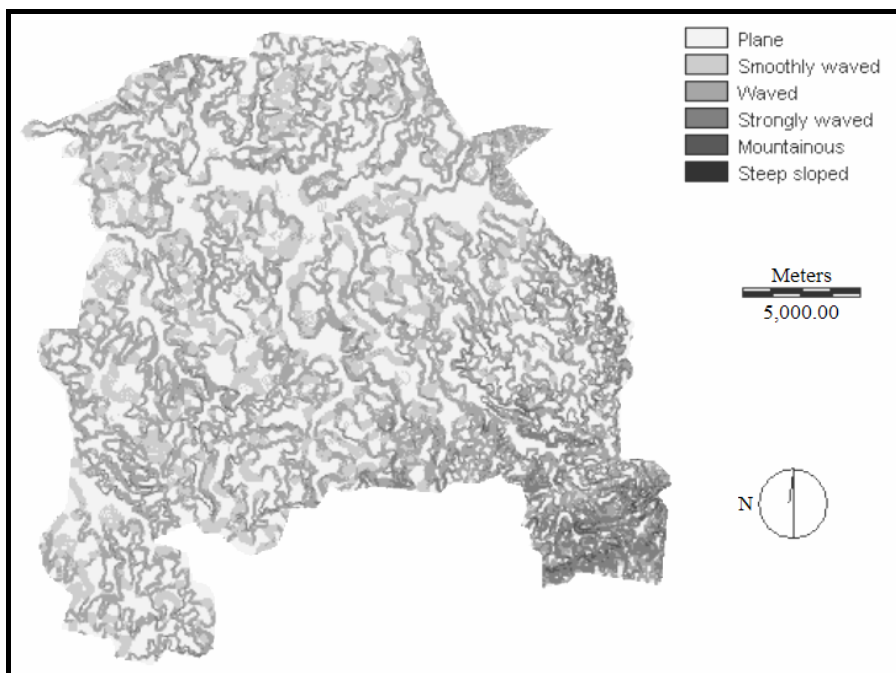 Plane
Smoothly waved
Waved
Strongly waved
Mountainous
Steep sloped
Meters
5,000.00
N